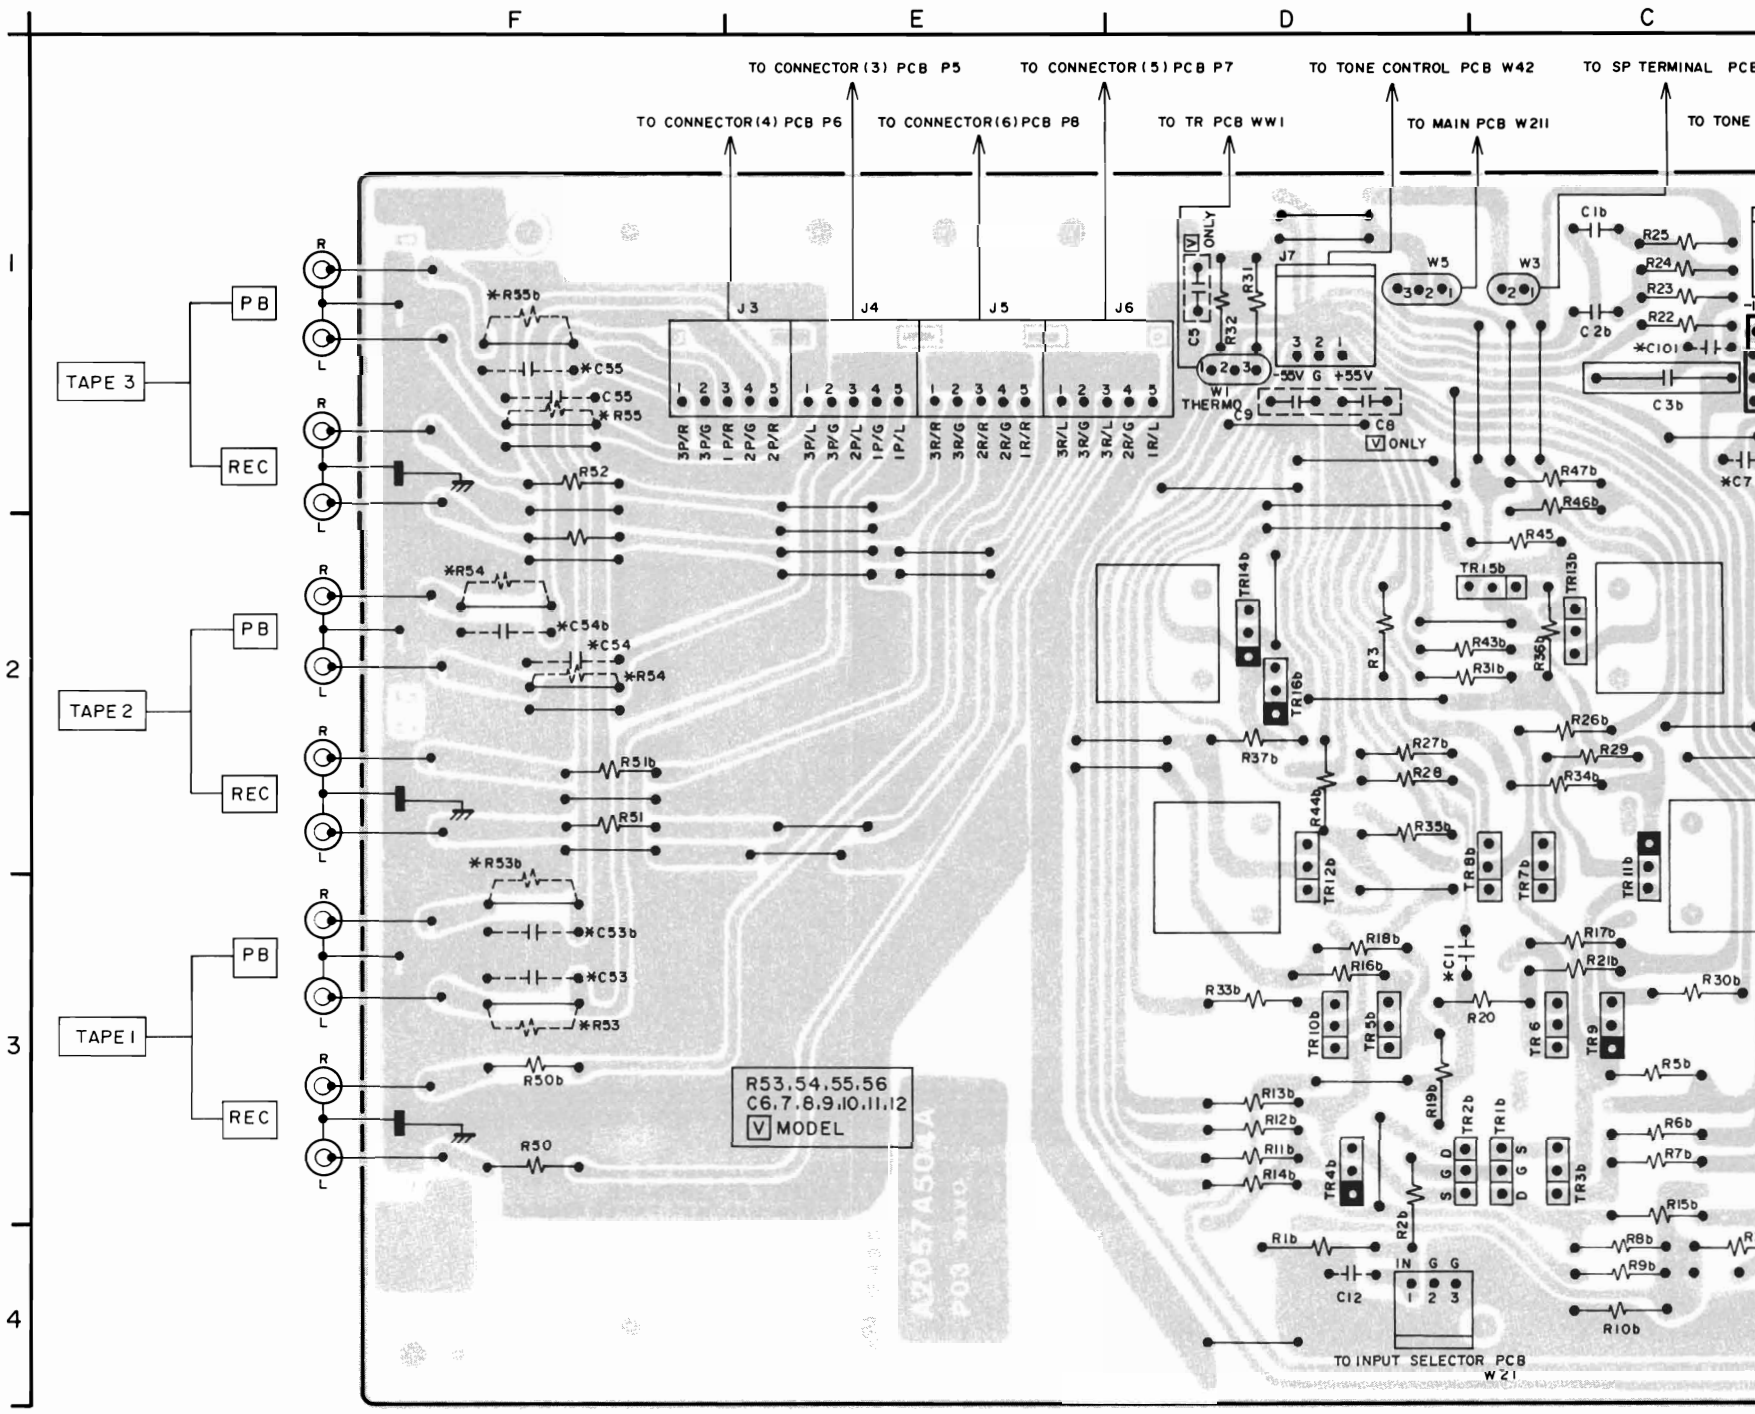 F E D C
TO CONNECTOR (3) PCB P5
TO CONNECTOR (5) PCB P7
TO TONE CONTROL PCB W42
TO SP TERMINAL PCB
TO CONNECTOR (4) PCB P6
TO CONNECTOR (6) PCB P8
TO TR PCB WW1
TO MAIN PCB W211
TO TONE
1
2
3
4
TAPE 3
PB
REC
R
L
R
L
TAPE 2
PB
REC
R
L
R
L
TAPE 1
PB
REC
R
L
R
L
*R55b
*C55
C55
*R55
R52
*R54
*C54b
*C54
*R54
R51b
R51
*R53b
*C53b
*C53
*R53
R50b
R50
J3
J4
J5
J6
1 2 3 4 5
1 2 3 4 5
1 2 3 4 5
1 2 3 4 5
3P/R
3P/G
1P/R
2P/G
2P/R
3P/L
3P/G
2P/L
1P/G
1P/L
3R/R
3R/G
2R/R
2R/G
1R/R
3R/L
3R/G
3R/L
2R/G
1R/L
R53.54.55.56
C6.7.8.9.10.11.12
V MODEL
A2057A504A
V ONLY
C5
R32
R31
J7
3 2 1
-55V G +55V
1 2 3
W1
THERMO
C9
C8
V ONLY
W5
3 2 1
W3
2 1
C1b
C2b
R25
R24
R23
R22
*C101
C3b
*C7
R47b
R46b
R45
TR14b
TR16b
TR15b
TR13b
R3
R43b
R31b
R36b
R37b
R44b
R27b
R28
R35b
R26b
R29
R34b
TR12b
TR8b
TR7b
TR11b
R18b
R16b
*C11
R17b
R21b
R33b
R20
R30b
TR10b
TR5b
TR6
TR9
R19b
R5b
R13b
R12b
R11b
R14b
TR4b
TR2b
D
G
S
TR1b
S
G
D
TR3b
R6b
R7b
R15b
R2b
R1b
C12
IN G G
1 2 3
R8b
R9b
R10b
R
TO INPUT SELECTOR PCB
W21